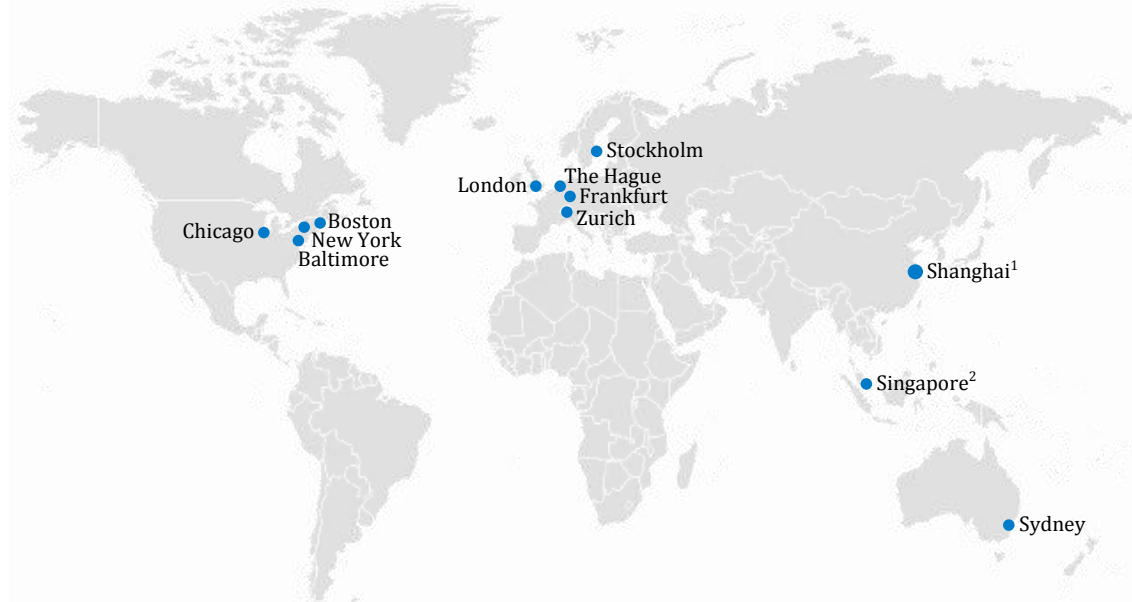 Stockholm
The Hague
London
Frankfurt
Zurich
Boston
Chicago
New York
Baltimore
Shanghai¹
Singapore²
Sydney